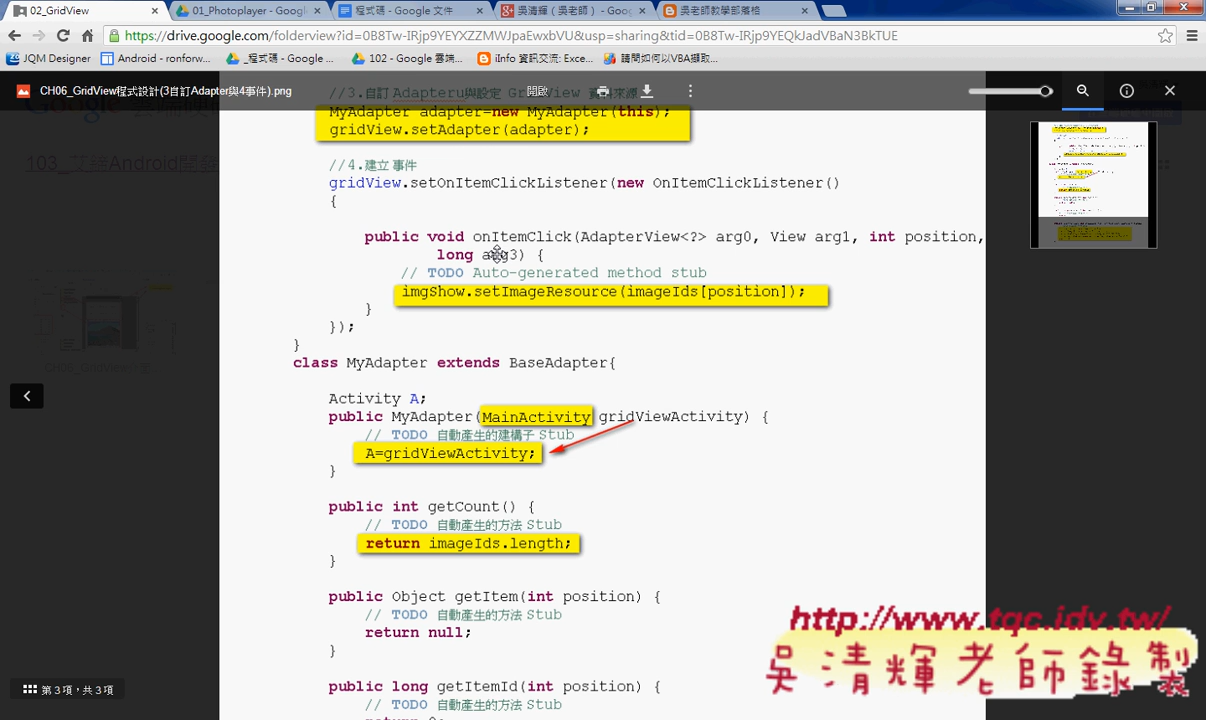 02_GridView
01_Photoplayer - Googl
程式碼 - Google 文件
吳清輝（吳老師） - Goog
吳老師教學部落格
https://drive.google.com/folderview?id=0B8Tw-IRjp9YEYXZZMWJpaEwxbVU&usp=sharing&tid=0B8Tw-IRjp9YEQkJadVBaN3BkTUE
JQM Designer
Android - ronforw...
_程式碼 - Google ...
102 - Google 雲端...
iInfo 資訊交流: Exce...
請問如何以VBA擷取...
CH06_GridView程式設計(3自訂Adapter與4事件).png
開啟
//3.自訂 Adapteru與設定 GridView 資料來源
MyAdapter adapter=new MyAdapter(this);
gridView.setAdapter(adapter);
//4.建立 事件
gridView.setOnItemClickListener(new OnItemClickListener()
{
public void onItemClick(AdapterView<?> arg0, View arg1, int position,
long arg3) {
// TODO Auto-generated method stub
imgShow.setImageResource(imageIds[position]);
}
});
}
class MyAdapter extends BaseAdapter{
Activity A;
public MyAdapter(MainActivity gridViewActivity) {
// TODO 自動產生的建構子 Stub
A=gridViewActivity;
}
public int getCount() {
// TODO 自動產生的方法 Stub
return imageIds.length;
}
public Object getItem(int position) {
// TODO 自動產生的方法 Stub
return null;
}
public long getItemId(int position) {
// TODO 自動產生的方法 Stub
第 3 項，共 3 項
http://www.tqc.idv.tw/
吳清輝老師錄製